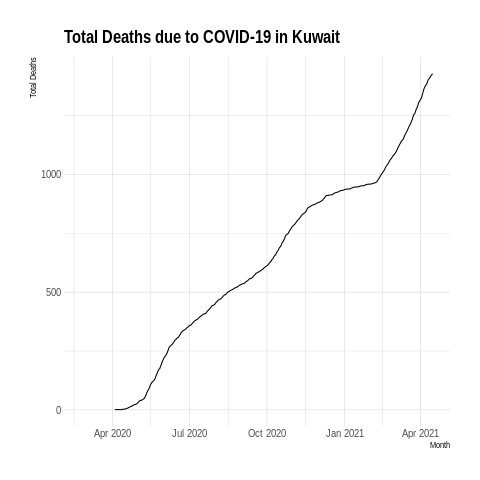 Total Deaths due to COVID-19 in Kuwait
Total Deaths
1000
500
0
Apr 2020 Jul 2020 Oct 2020 Jan 2021 Apr 2021
Month